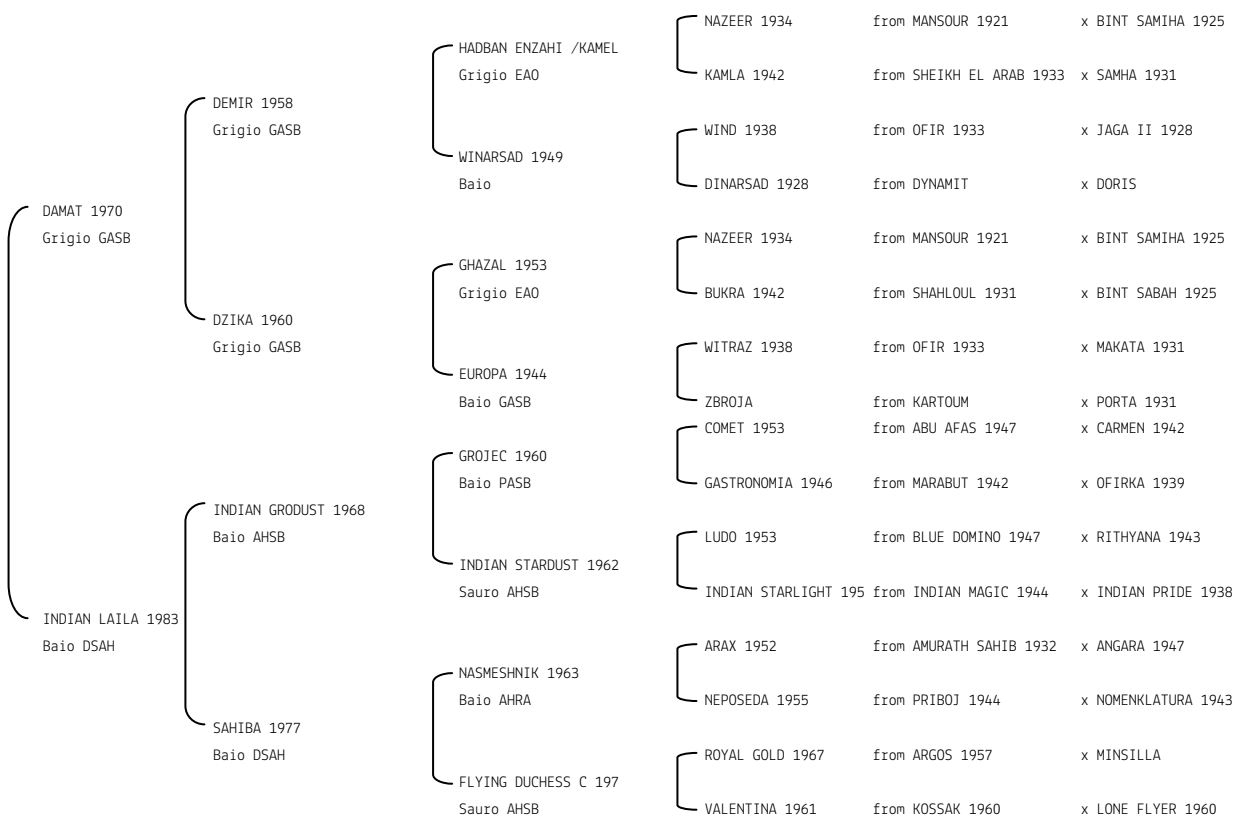 NAZEER 1934 from MANSOUR 1921 x BINT SAMIHA 1925
HADBAN ENZAHI /KAMEL
Grigio EAO KAMLA 1942 from SHEIKH EL ARAB 1933 x SAMHA 1931
DEMIR 1958
Grigio GASB WIND 1938 from OFIR 1933 x JAGA II 1928
WINARSAD 1949
Baio DINARSAD 1928 from DYNAMIT x DORIS
DAMAT 1970
Grigio GASB NAZEER 1934 from MANSOUR 1921 x BINT SAMIHA 1925
GHAZAL 1953
Grigio EAO BUKRA 1942 from SHAHLOUL 1931 x BINT SABAH 1925
DZIKA 1960
Grigio GASB WITRAZ 1938 from OFIR 1933 x MAKATA 1931
EUROPA 1944
Baio GASB ZBROJA from KARTOUM x PORTA 1931
COMET 1953 from ABU AFAS 1947 x CARMEN 1942
GROJEC 1960
Baio PASB GASTRONOMIA 1946 from MARABUT 1942 x OFIRKA 1939
INDIAN GRODUST 1968
Baio AHSB LUDO 1953 from BLUE DOMINO 1947 x RITHYANA 1943
INDIAN STARDUST 1962
Sauro AHSB INDIAN STARLIGHT 195 from INDIAN MAGIC 1944 x INDIAN PRIDE 1938
INDIAN LAILA 1983
Baio DSAH ARAX 1952 from AMURATH SAHIB 1932 x ANGARA 1947
NASMESHNIK 1963
Baio AHRA NEPOSEDA 1955 from PRIBOJ 1944 x NOMENKLATURA 1943
SAHIBA 1977
Baio DSAH ROYAL GOLD 1967 from ARGOS 1957 x MINSILLA
FLYING DUCHESS C 197
Sauro AHSB VALENTINA 1961 from KOSSAK 1960 x LONE FLYER 1960